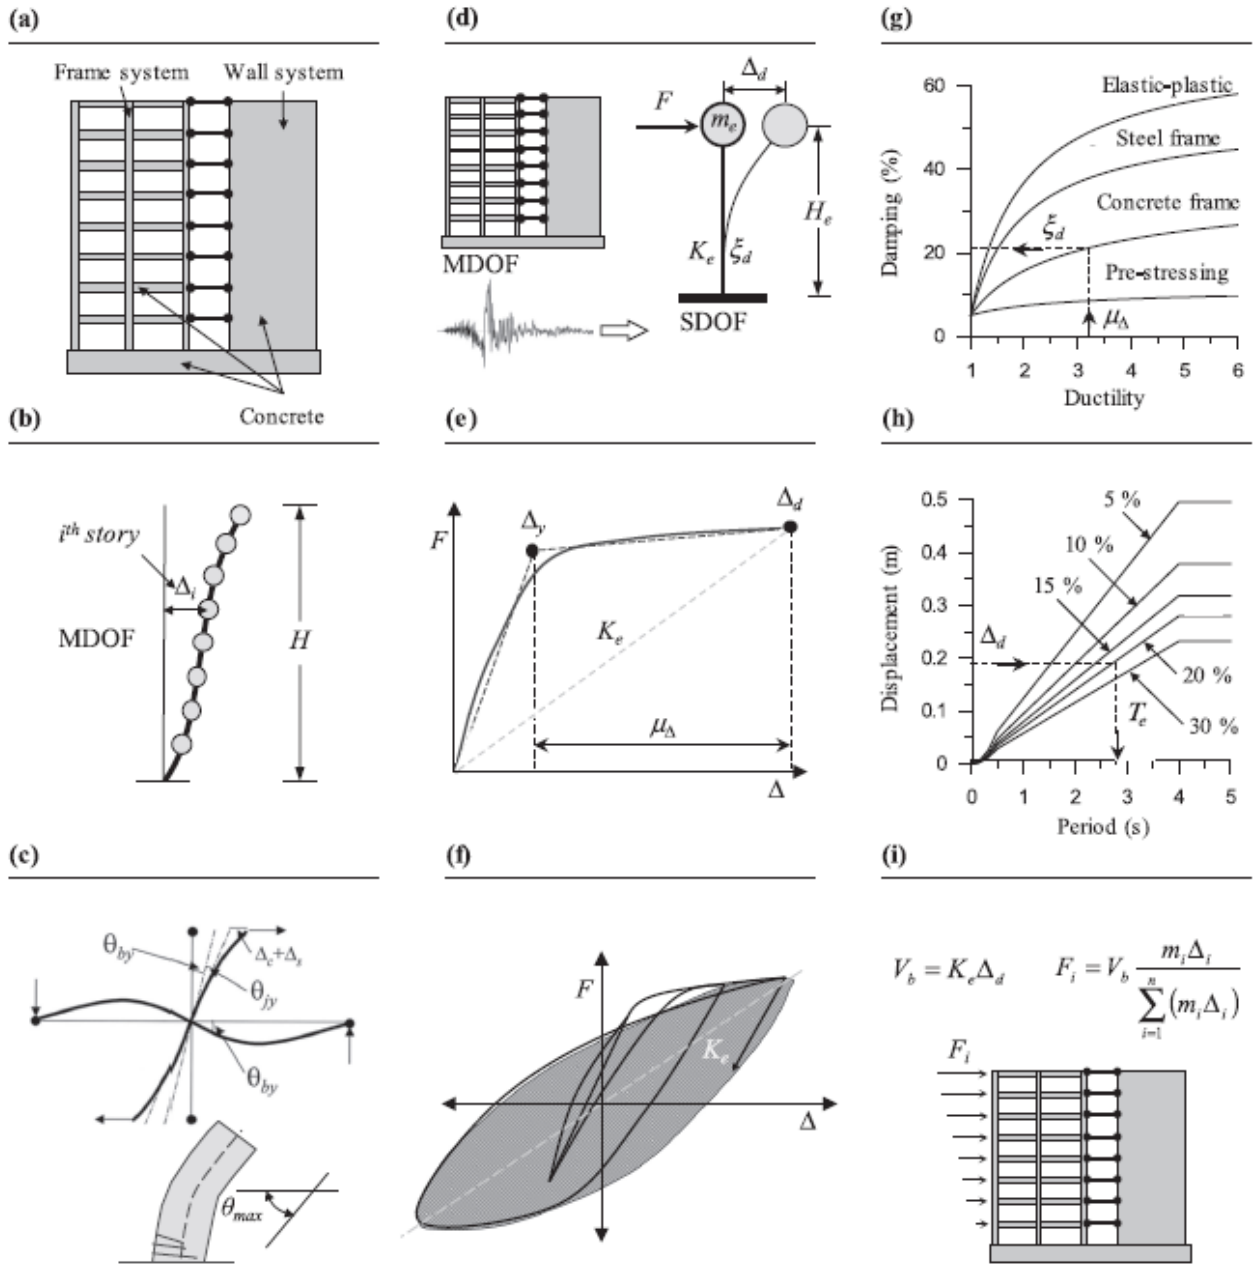 (a)
Frame system
Wall system
Concrete
(b)
i^th story
Δ_i
MDOF
H
(c)
θ_by
Δ_c+Δ_s
θ_jy
θ_by
θ_max
(d)
Δ_d
F
m_e
H_e
K_e
ξ_d
MDOF
SDOF
(e)
F
Δ_y
Δ_d
K_e
μ_Δ
Δ
(f)
F
K_e
Δ
(g)
Damping (%)
60
40
20
0
Elastic-plastic
Steel frame
Concrete frame
ξ_d
Pre-stressing
μ_Δ
1 2 3 4 5 6
Ductility
(h)
Displacement (m)
0.5
0.4
0.3
0.2
0.1
0
5 %
10 %
15 %
Δ_d
20 %
T_e
30 %
0 1 2 3 4 5
Period (s)
(i)
V_b = K_e Δ_d
F_i = V_b m_i Δ_i / ∑_{i=1}^{n} (m_i Δ_i)
F_i